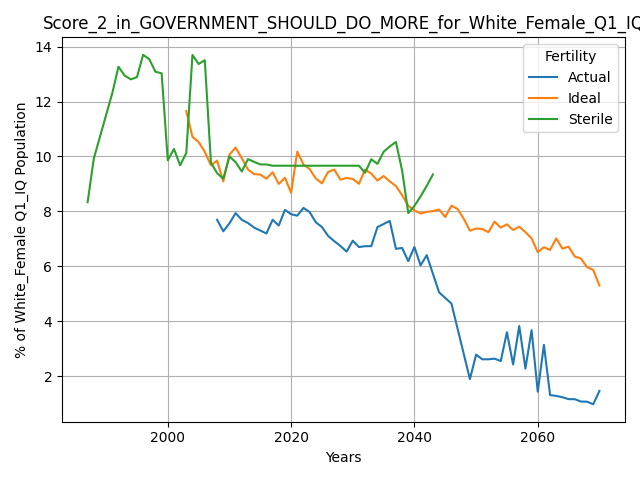 Score_2_in_GOVERNMENT_SHOULD_DO_MORE_for_White_Female_Q1_IQ
Fertility
Actual
Ideal
Sterile
% of White_Female Q1_IQ Population
14
12
10
8
6
4
2
2000
2020
2040
2060
Years